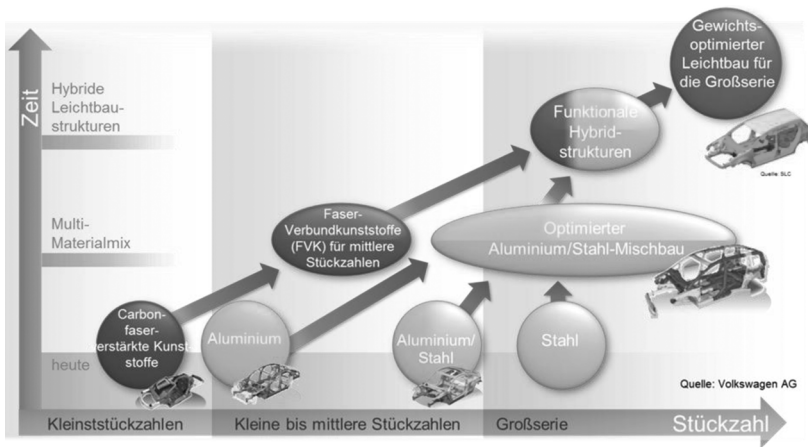 Zeit
Hybride
Leichtbau-
strukturen
Multi-
Materialmix
heute
Gewichts-
optimierter
Leichtbau für
die Großserie
Quelle: SLC
Funktionale
Hybrid-
strukturen
Faser-
Verbundkunststoffe
(FVK) für mittlere
Stückzahlen
Optimierter
Aluminium/Stahl-Mischbau
Carbon-
faser-
verstärkte Kunst-
stoffe
Aluminium
Aluminium/
Stahl
Stahl
Quelle: Volkswagen AG
Kleinststückzahlen
Kleine bis mittlere Stückzahlen
Großserie
Stückzahl